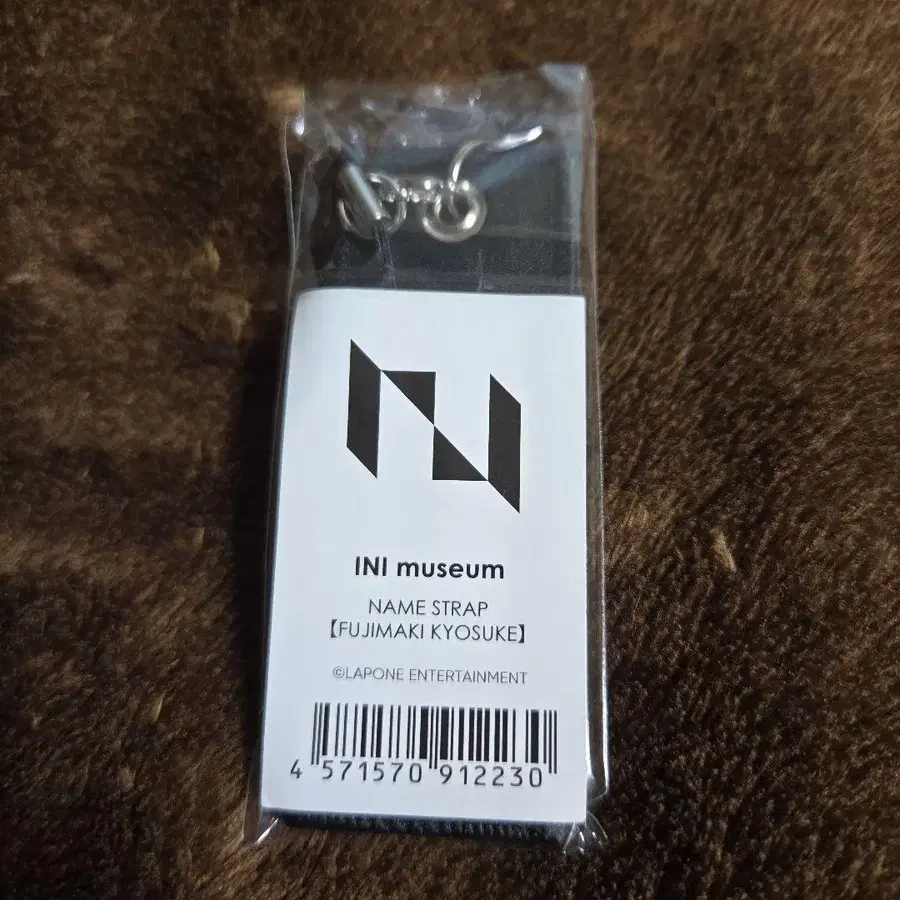 INI museum
NAME STRAP
【FUJIMAKI KYOSUKE】
©LAPONE ENTERTAINMENT
4 571570 912230